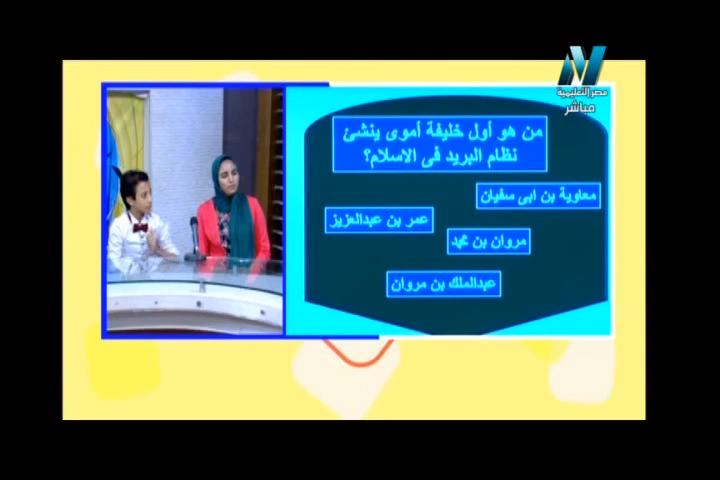 مصر التعليمية
مباشر
من هو أول خليفة أموى ينشئ
نظام البريد فى الاسلام؟
معاوية بن ابى سفيان
عمر بن عبدالعزيز
مروان بن محمد
عبدالملك بن مروان